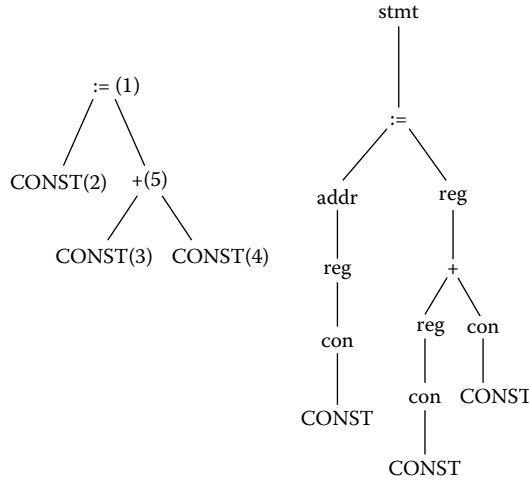 stmt
:= (1)
:=
CONST(2)
+(5)
addr
reg
CONST(3)
CONST(4)
reg
+
con
reg
con
CONST
con
CONST
CONST